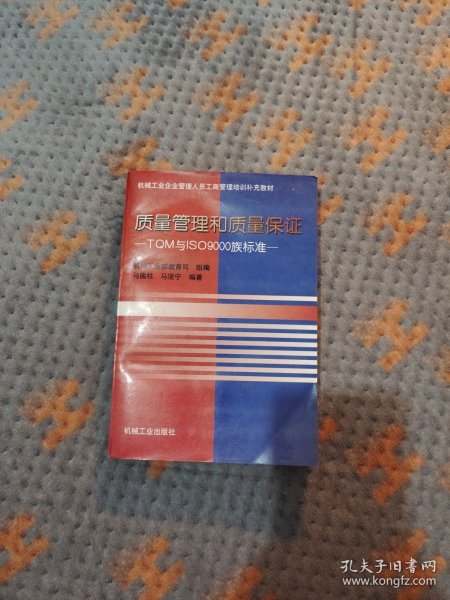 机械工业企业管理人员工商管理培训补充教材
质量管理和质量保证
—TQM与ISO9000族标准—
机械工业部教育司 组编
马国柱 马坚宁 编著
机械工业出版社
孔夫子旧书网
www.kongfz.com